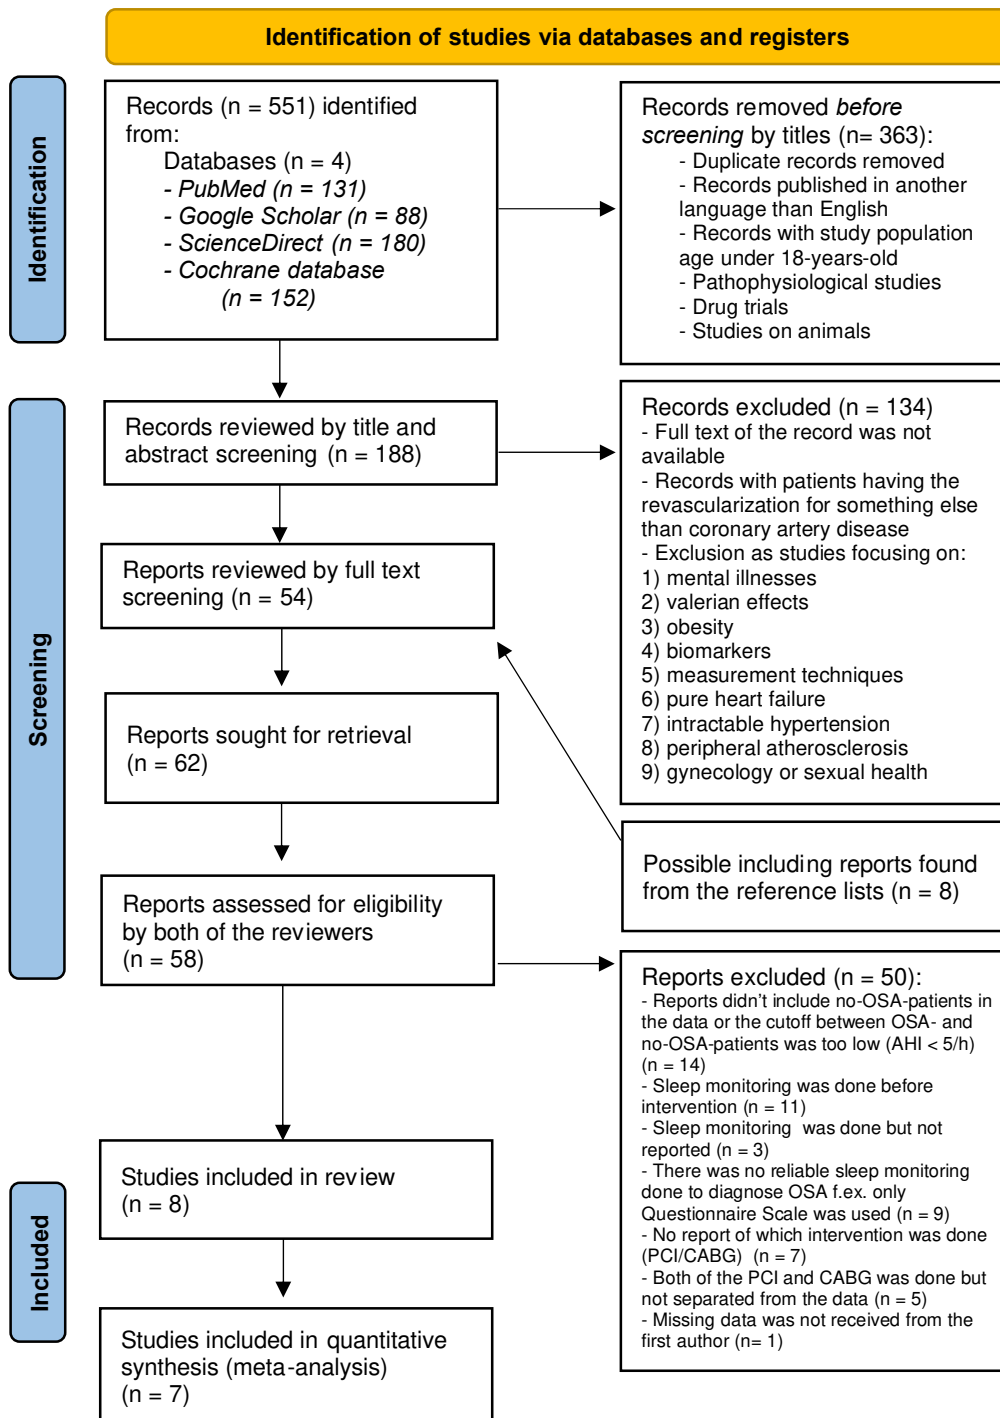 Identification of studies via databases and registers
Identification
Records (n = 551) identified
from:
Databases (n = 4)
- PubMed (n = 131)
- Google Scholar (n = 88)
- ScienceDirect (n = 180)
- Cochrane database
(n = 152)
Records removed before
screening by titles (n= 363):
- Duplicate records removed
- Records published in another
language than English
- Records with study population
age under 18-years-old
- Pathophysiological studies
- Drug trials
- Studies on animals
Screening
Records reviewed by title and
abstract screening (n = 188)
Records excluded (n = 134)
- Full text of the record was not
available
- Records with patients having the
revascularization for something else
than coronary artery disease
- Exclusion as studies focusing on:
1) mental illnesses
2) valerian effects
3) obesity
4) biomarkers
5) measurement techniques
6) pure heart failure
7) intractable hypertension
8) peripheral atherosclerosis
9) gynecology or sexual health
Reports reviewed by full text
screening (n = 54)
Reports sought for retrieval
(n = 62)
Possible including reports found
from the reference lists (n = 8)
Reports assessed for eligibility
by both of the reviewers
(n = 58)
Reports excluded (n = 50):
- Reports didn't include no-OSA-patients in
the data or the cutoff between OSA- and
no-OSA-patients was too low (AHI < 5/h)
(n = 14)
- Sleep monitoring was done before
intervention (n = 11)
- Sleep monitoring was done but not
reported (n = 3)
- There was no reliable sleep monitoring
done to diagnose OSA f.ex. only
Questionnaire Scale was used (n = 9)
- No report of which intervention was done
(PCI/CABG) (n = 7)
- Both of the PCI and CABG was done but
not separated from the data (n = 5)
- Missing data was not received from the
first author (n= 1)
Included
Studies included in review
(n = 8)
Studies included in quantitative
synthesis (meta-analysis)
(n = 7)